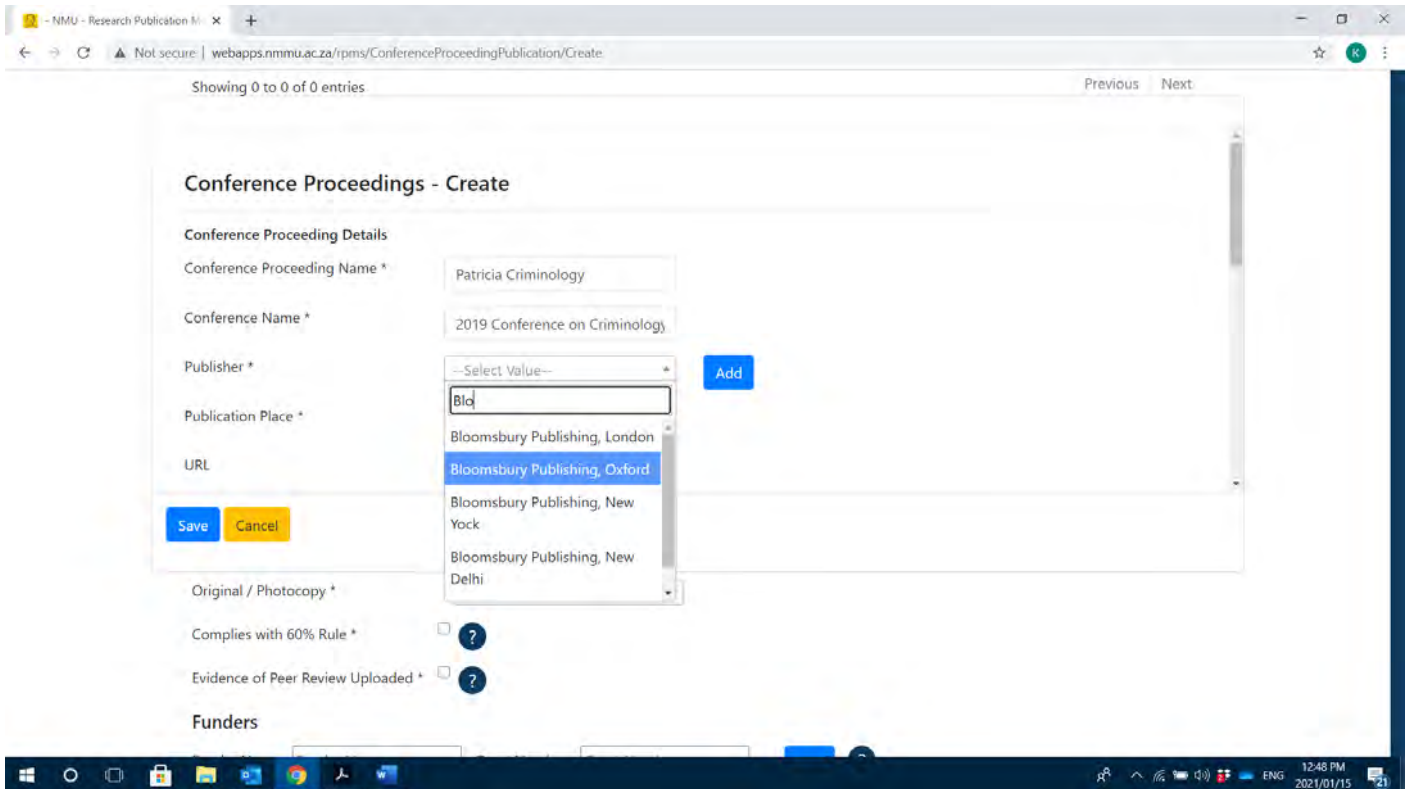 - NMU - Research Publication M
Not secure | webapps.nmmu.ac.za/rpms/ConferenceProceedingPublication/Create
K
Showing 0 to 0 of 0 entries
Previous Next
Conference Proceedings - Create
Conference Proceeding Details
Conference Proceeding Name *
Patricia Criminology
Conference Name *
2019 Conference on Criminology
Publisher *
--Select Value--
Add
Blo
Publication Place *
Bloomsbury Publishing, London
URL
Bloomsbury Publishing, Oxford
Bloomsbury Publishing, New
Yock
Save Cancel
Bloomsbury Publishing, New
Delhi
Original / Photocopy *
Complies with 60% Rule *
?
Evidence of Peer Review Uploaded *
?
Funders
ENG
12:48 PM
2021/01/15
21